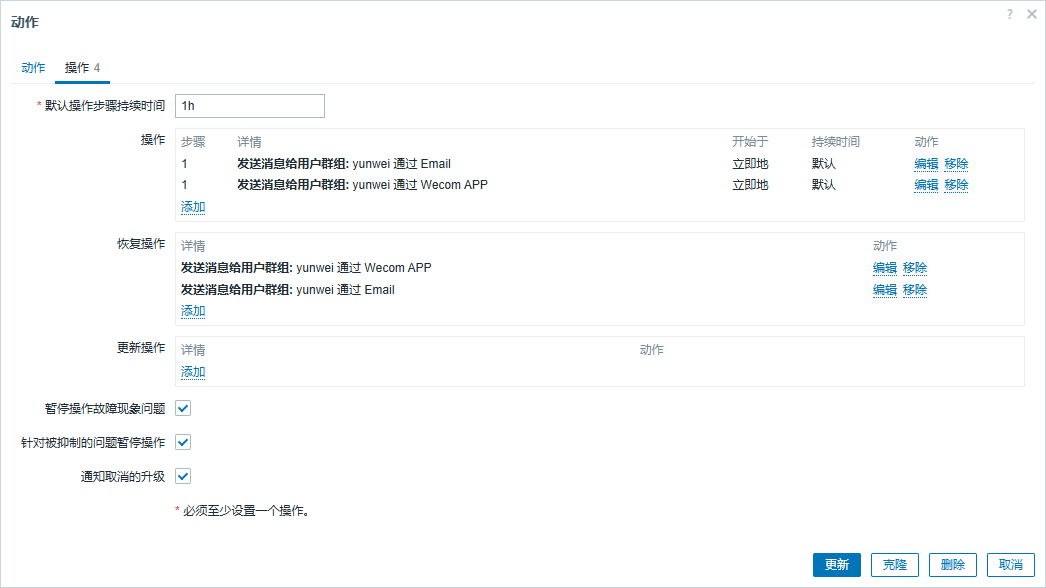 动作
? ×
动作 操作 4
* 默认操作步骤持续时间 1h
操作 步骤 详情 开始于 持续时间 动作
1 发送消息给用户群组: yunwei 通过 Email 立即地 默认 编辑 移除
1 发送消息给用户群组: yunwei 通过 Wecom APP 立即地 默认 编辑 移除
添加
恢复操作 详情 动作
发送消息给用户群组: yunwei 通过 Wecom APP 编辑 移除
发送消息给用户群组: yunwei 通过 Email 编辑 移除
添加
更新操作 详情 动作
添加
暂停操作故障现象问题
针对被抑制的问题暂停操作
通知取消的升级
* 必须至少设置一个操作。
更新 克隆 删除 取消